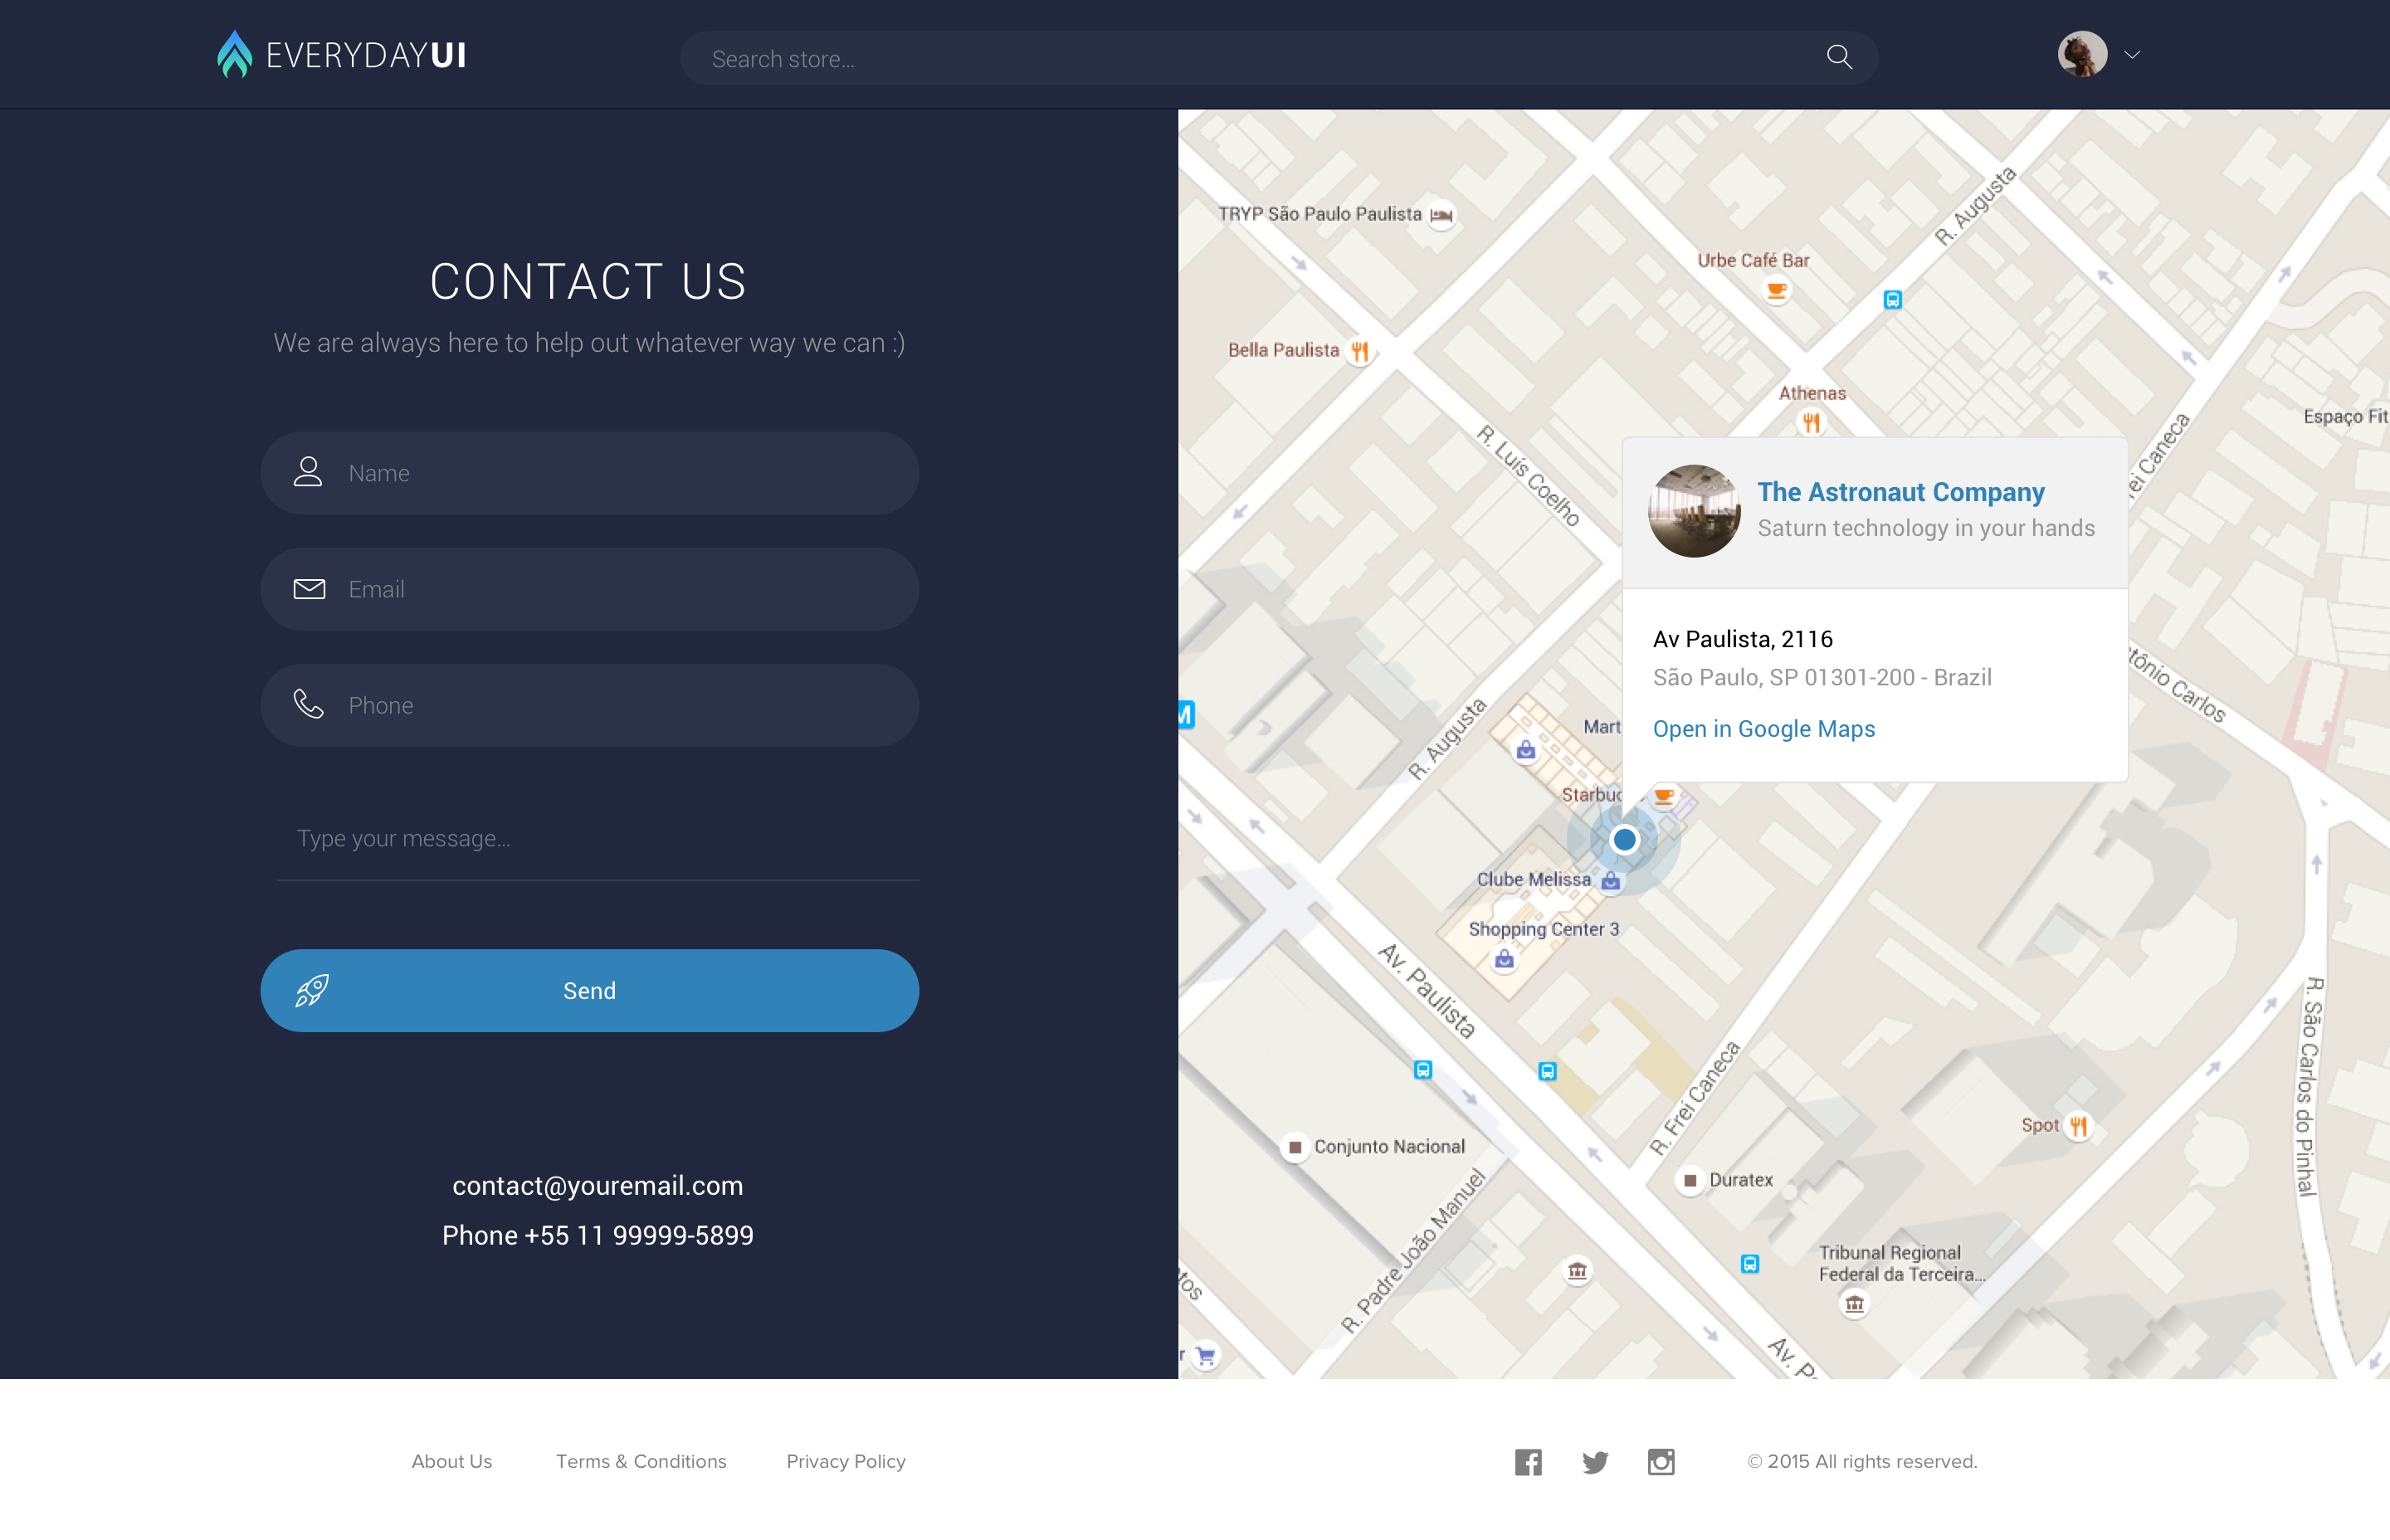 EVERYDAYUI
Search store...
CONTACT US
We are always here to help out whatever way we can :)
Name
Email
Phone
Type your message...
Send
contact@youremail.com
Phone +55 11 99999-5899
TRYP São Paulo Paulista
R. Augusta
Urbe Café Bar
Bella Paulista
Athenas
Espaço Fit
R. Luís Coelho
rei Caneca
The Astronaut Company
Saturn technology in your hands
Av Paulista, 2116
São Paulo, SP 01301-200 - Brazil
Open in Google Maps
tônio Carlos
M
R. Augusta
Mart
Starbuc
Clube Melissa
Shopping Center 3
Av. Paulista
R. São Carlos do Pinhal
R. Frei Caneca
Spot
Conjunto Nacional
Duratex
R. Padre João Manuel
Tribunal Regional
Federal da Terceira...
tos
r
Av. P
About Us
Terms & Conditions
Privacy Policy
© 2015 All rights reserved.